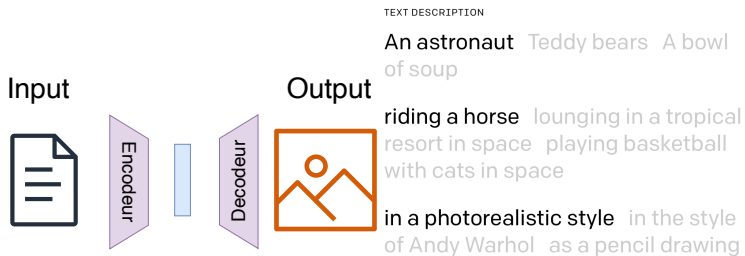 TEXT DESCRIPTION
An astronaut Teddy bears A bowl
of soup
Input
Output
riding a horse lounging in a tropical
resort in space playing basketball
with cats in space
Encodeur
Decodeur
in a photorealistic style in the style
of Andy Warhol as a pencil drawing